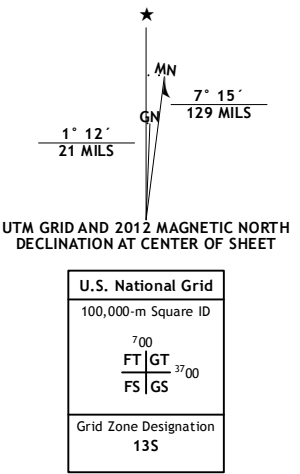 ★
MN
7° 15´
129 MILS
GN
1° 12´
21 MILS
UTM GRID AND 2012 MAGNETIC NORTH
DECLINATION AT CENTER OF SHEET
U.S. National Grid
100,000-m Square ID
⁷00
FT GT
³⁷00
FS GS
Grid Zone Designation
13S